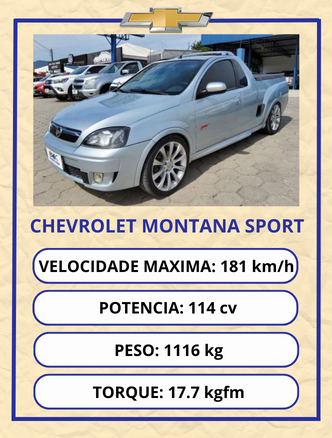 CHEVROLET MONTANA SPORT
VELOCIDADE MAXIMA: 181 km/h
POTENCIA: 114 cv
PESO: 1116 kg
TORQUE: 17.7 kgfm